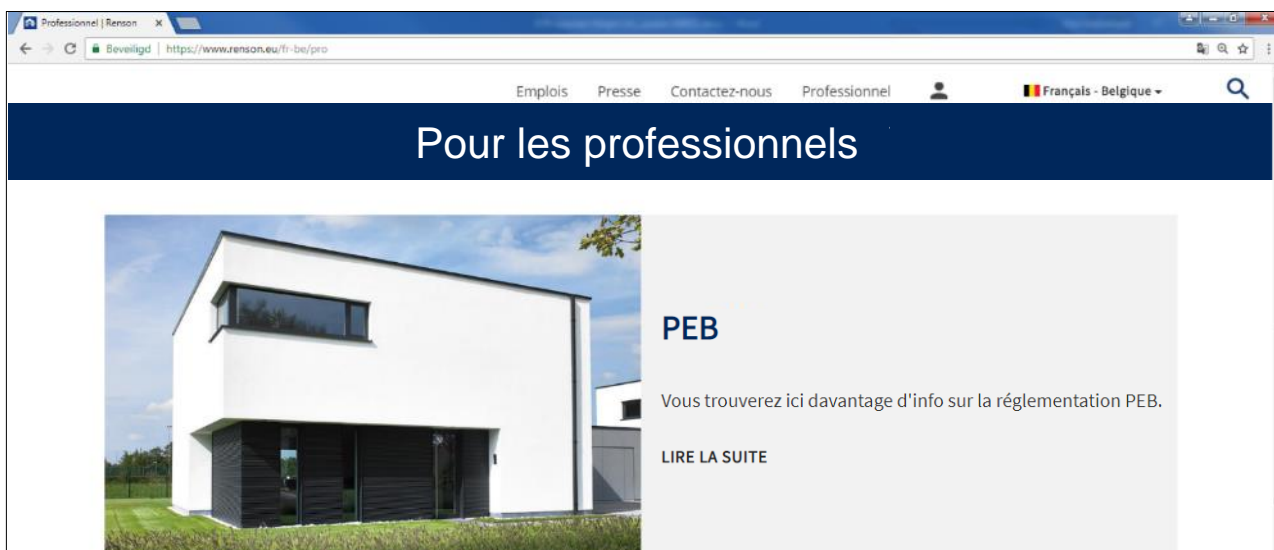 Professionnel | Renson
Beveiligd | https://www.renson.eu/fr-be/pro
Emplois Presse Contactez-nous Professionnel Français - Belgique
Pour les professionnels
PEB
Vous trouverez ici davantage d'info sur la réglementation PEB.
LIRE LA SUITE